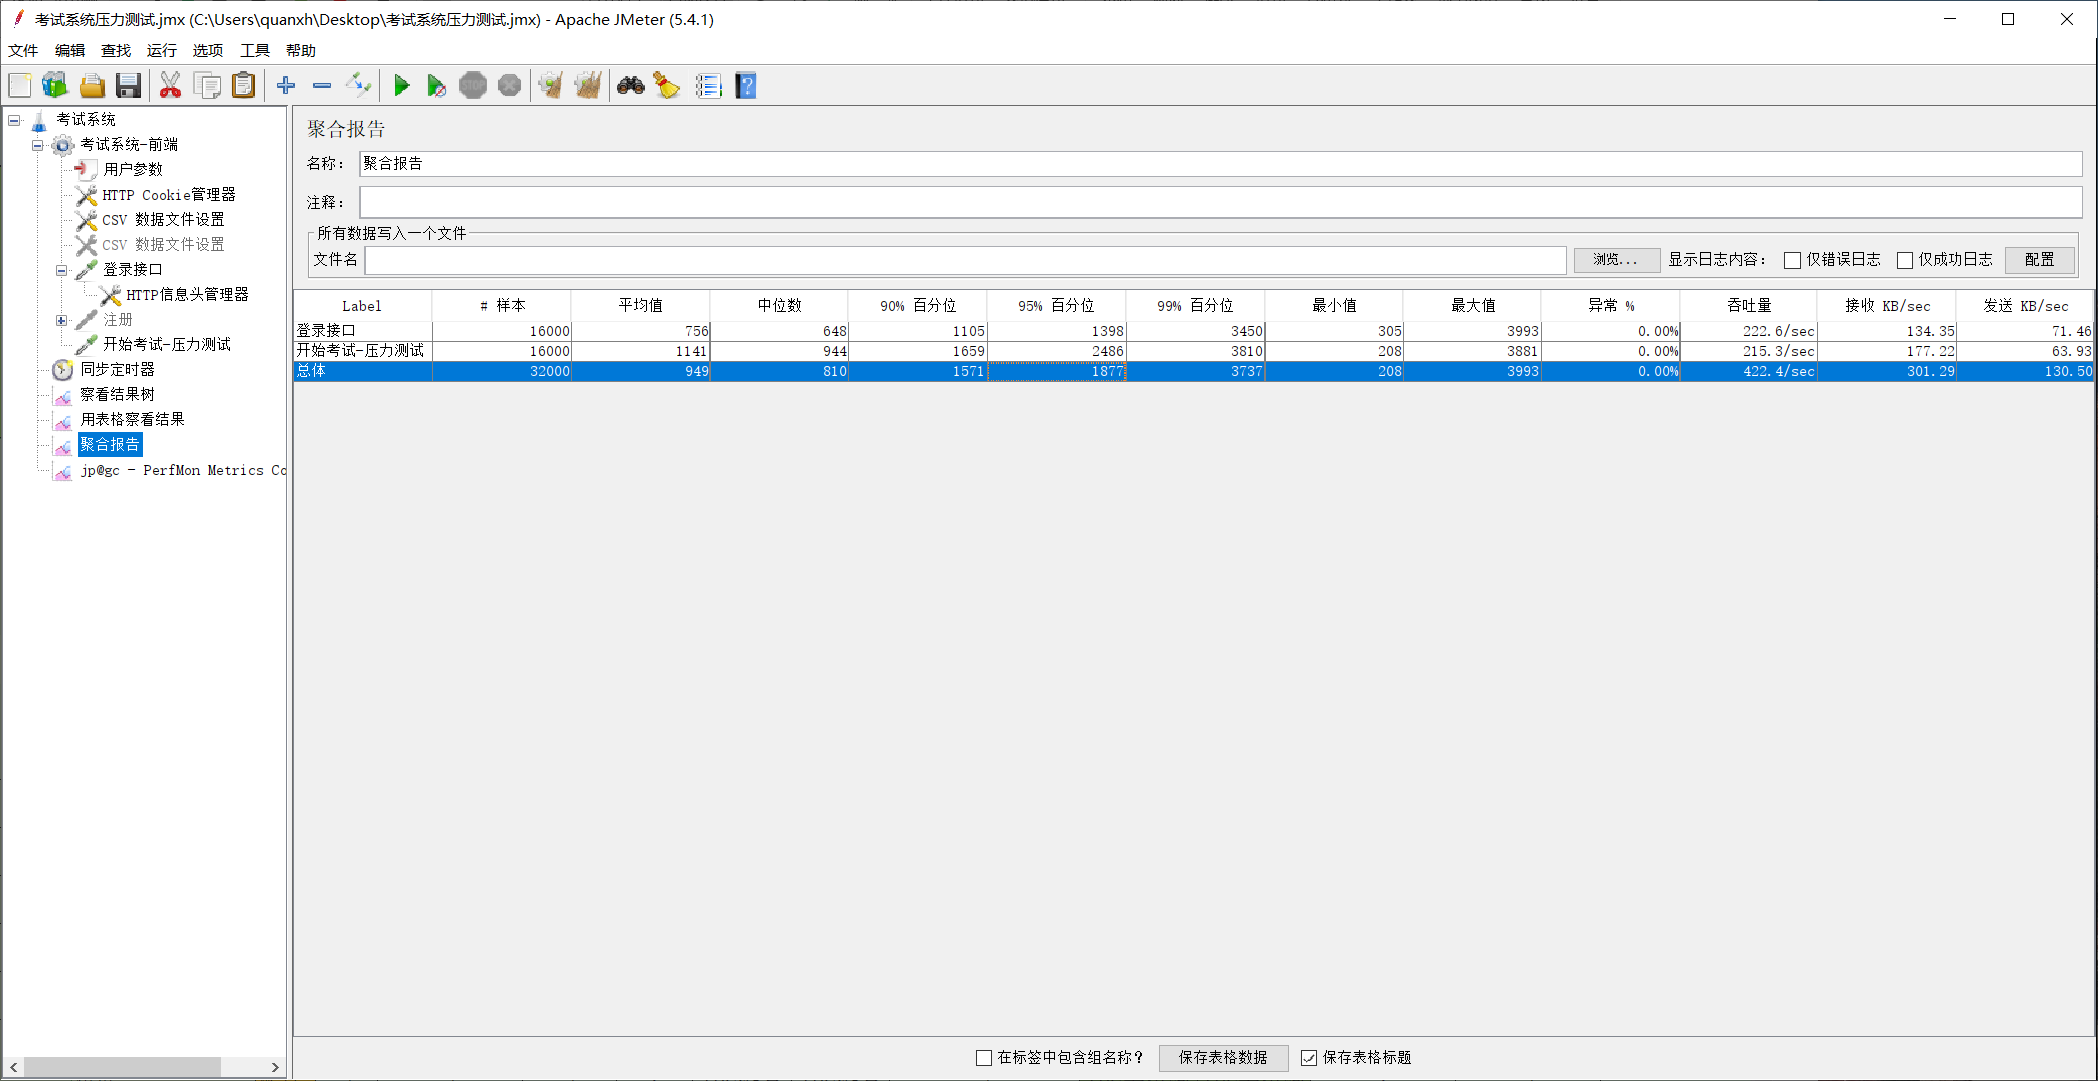 考试系统压力测试.jmx (C:\Users\quanxh\Desktop\考试系统压力测试.jmx) - Apache JMeter (5.4.1)
文件 编辑 查找 运行 选项 工具 帮助
STOP
考试系统
考试系统-前端
用户参数
HTTP Cookie管理器
CSV 数据文件设置
CSV 数据文件设置
登录接口
HTTP信息头管理器
注册
开始考试-压力测试
同步定时器
察看结果树
用表格察看结果
聚合报告
jp@gc - PerfMon Metrics Co
聚合报告
名称： 聚合报告
注释：
所有数据写入一个文件
文件名 浏览... 显示日志内容： 仅错误日志 仅成功日志 配置
Label # 样本 平均值 中位数 90% 百分位 95% 百分位 99% 百分位 最小值 最大值 异常 % 吞吐量 接收 KB/sec 发送 KB/sec
登录接口 16000 756 648 1105 1398 3450 305 3993 0.00% 222.6/sec 134.35 71.46
开始考试-压力测试 16000 1141 944 1659 2486 3810 208 3881 0.00% 215.3/sec 177.22 63.93
总体 32000 949 810 1571 1877 3737 208 3993 0.00% 422.4/sec 301.29 130.50
在标签中包含组名称？ 保存表格数据 保存表格标题